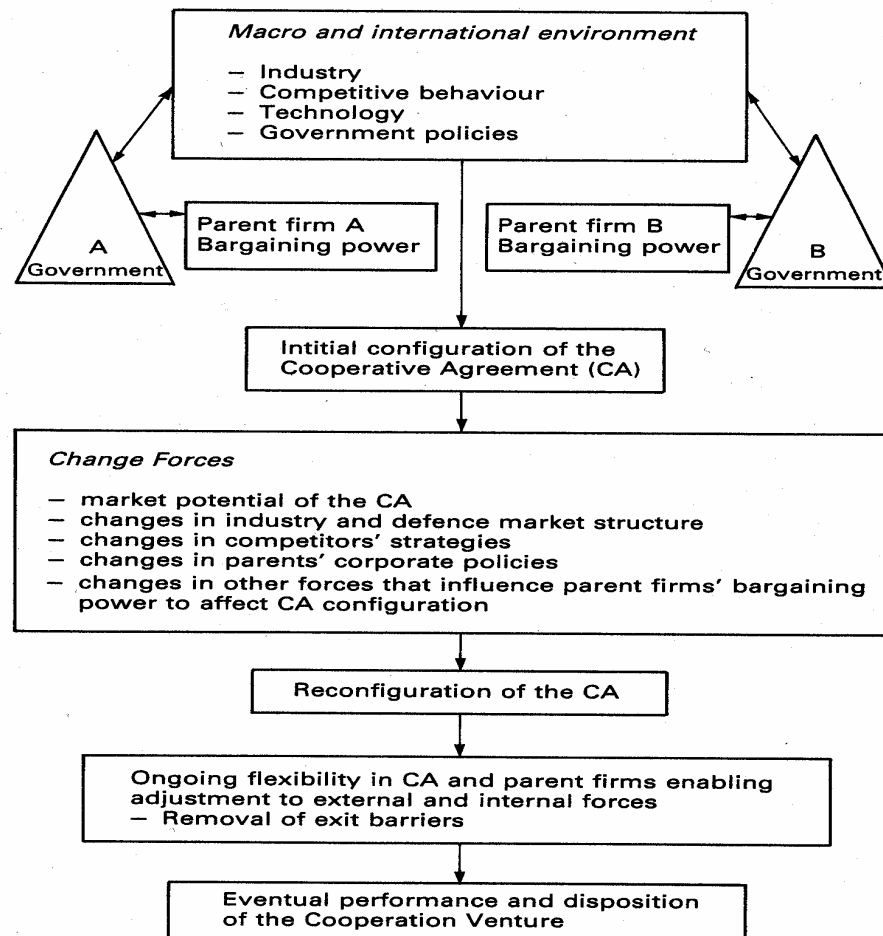 Macro and international environment
– Industry
– Competitive behaviour
– Technology
– Government policies
A
Government
Parent firm A
Bargaining power
Parent firm B
Bargaining power
B
Government
Intitial configuration of the
Cooperative Agreement (CA)
Change Forces
– market potential of the CA
– changes in industry and defence market structure
– changes in competitors’ strategies
– changes in parents’ corporate policies
– changes in other forces that influence parent firms’ bargaining
power to affect CA configuration
Reconfiguration of the CA
Ongoing flexibility in CA and parent firms enabling
adjustment to external and internal forces
– Removal of exit barriers
Eventual performance and disposition
of the Cooperation Venture